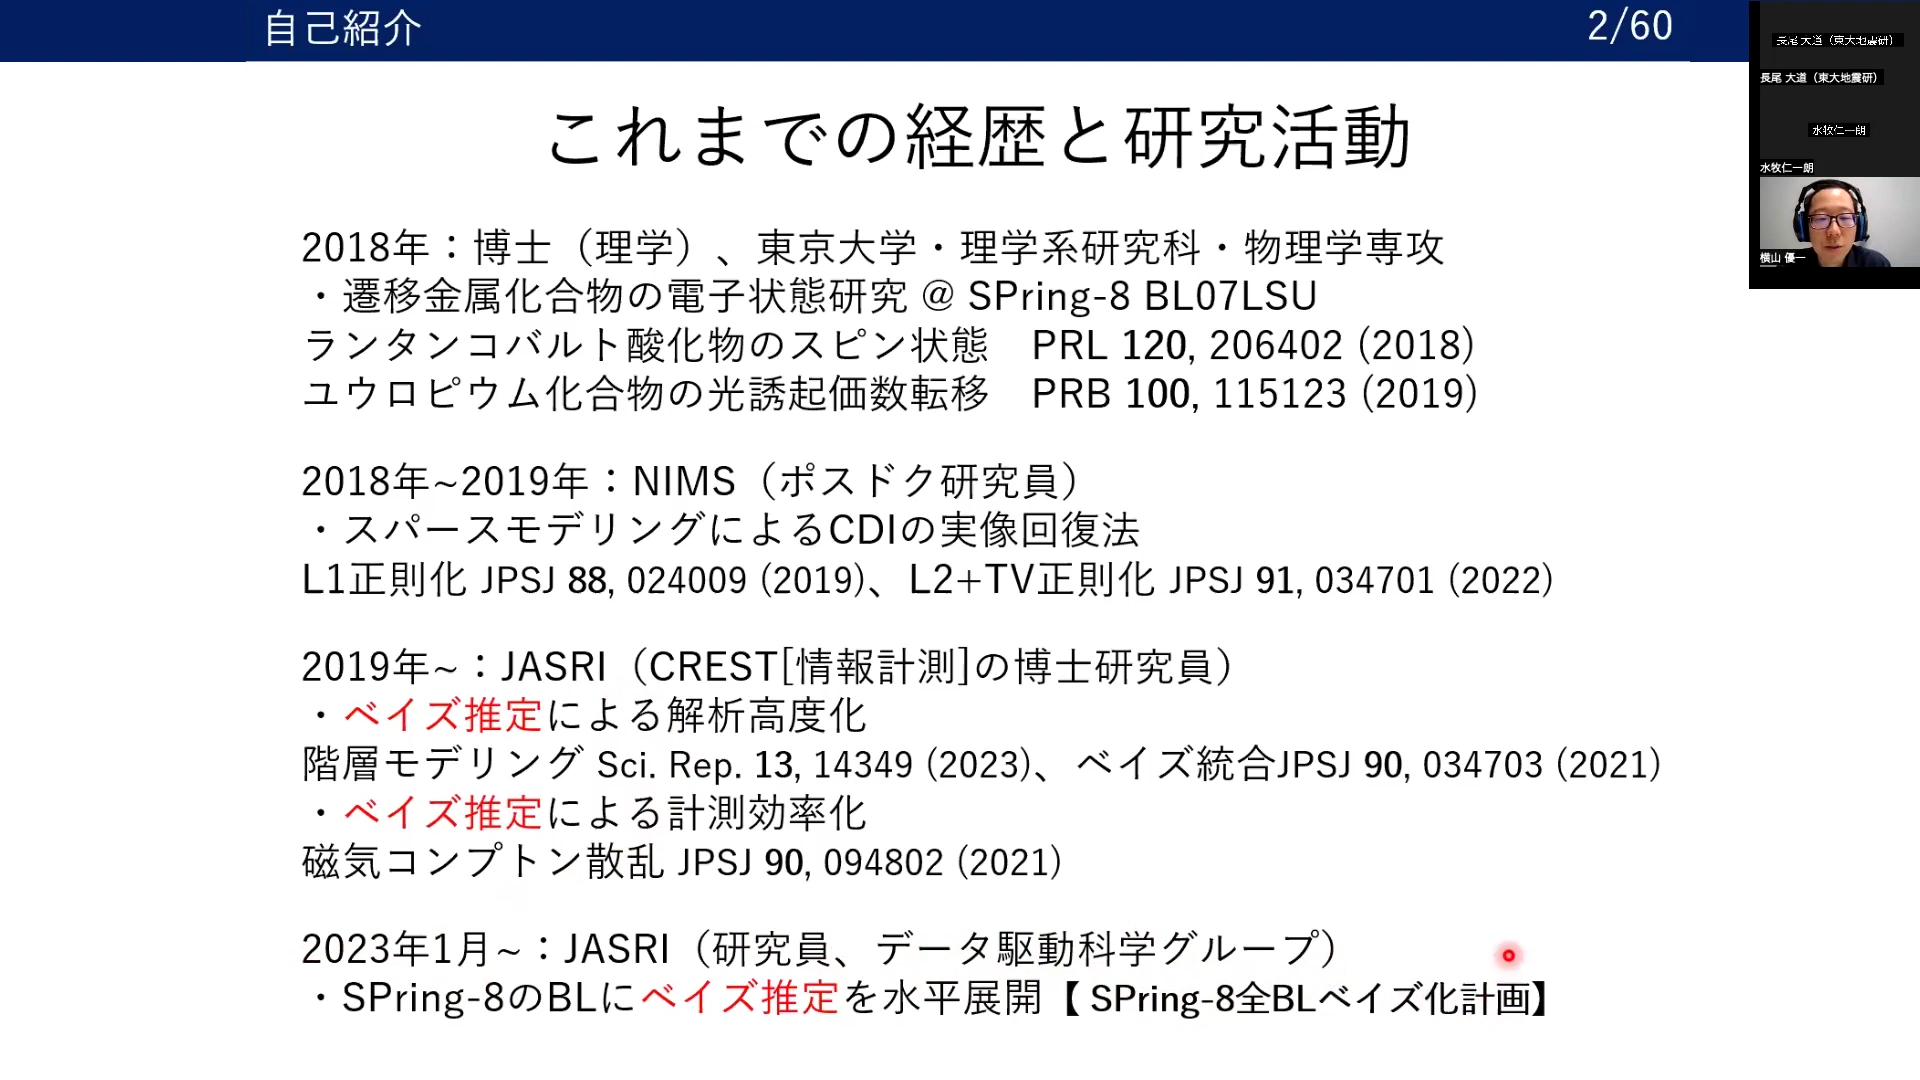 自己紹介
2/60
これまでの経歴と研究活動
2018年：博士（理学）、東京大学・理学系研究科・物理学専攻
・遷移金属化合物の電子状態研究 @ SPring-8 BL07LSU
ランタンコバルト酸化物のスピン状態　PRL 120, 206402 (2018)
ユウロピウム化合物の光誘起価数転移　PRB 100, 115123 (2019)
2018年~2019年：NIMS（ポスドク研究員）
・スパースモデリングによるCDIの実像回復法
L1正則化 JPSJ 88, 024009 (2019)、L2+TV正則化 JPSJ 91, 034701 (2022)
2019年~：JASRI（CREST[情報計測]の博士研究員）
・ベイズ推定による解析高度化
階層モデリング Sci. Rep. 13, 14349 (2023)、ベイズ統合JPSJ 90, 034703 (2021)
・ベイズ推定による計測効率化
磁気コンプトン散乱 JPSJ 90, 094802 (2021)
2023年1月~：JASRI（研究員、データ駆動科学グループ）
・SPring-8のBLにベイズ推定を水平展開【 SPring-8全BLベイズ化計画】
長尾 大道（東大地震研）
長尾 大道（東大地震研）
水牧仁一朗
水牧仁一朗
横山 優一